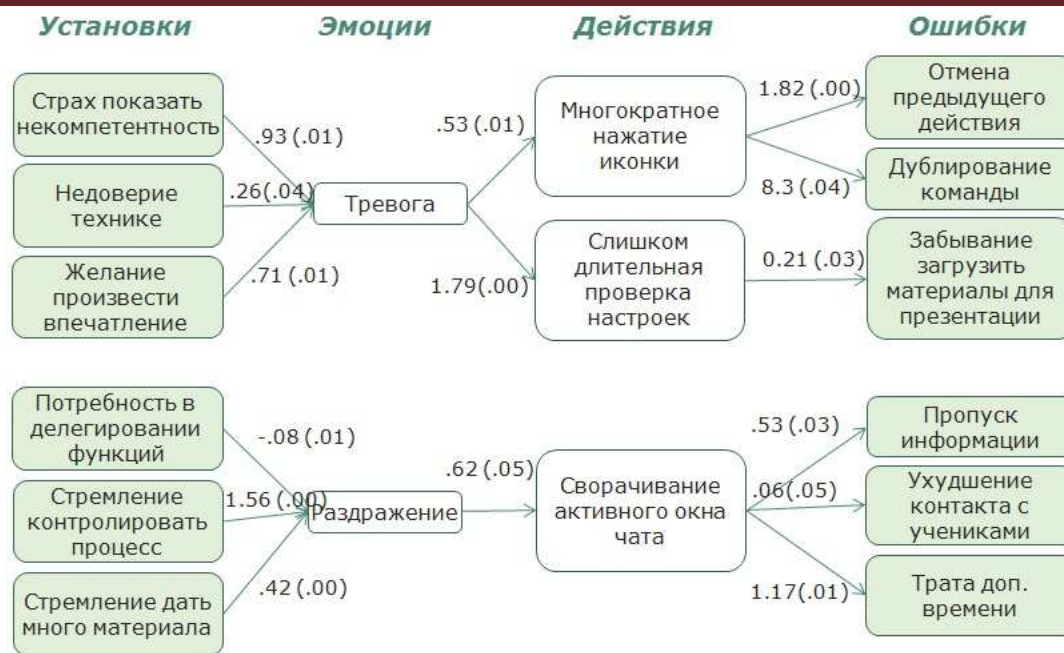 Установки
Эмоции
Действия
Ошибки
Страх показать
некомпетентность
.93 (.01)
Недоверие
технике
.26(.04)
Желание
произвести
впечатление
.71 (.01)
Тревога
.53 (.01)
1.79(.00)
Многократное
нажатие
иконки
1.82 (.00)
8.3 (.04)
Слишком
длительная
проверка
настроек
0.21 (.03)
Отмена
предыдущего
действия
Дублирование
команды
Забывание
загрузить
материалы для
презентации
Потребность в
делегировании
функций
-.08 (.01)
Стремление
контролировать
процесс
1.56 (.00)
Стремление дать
много материала
.42 (.00)
Раздражение
.62 (.05)
Сворачивание
активного окна
чата
.53 (.03)
.06(.05)
1.17(.01)
Пропуск
информации
Ухудшение
контакта с
учениками
Трата доп.
времени